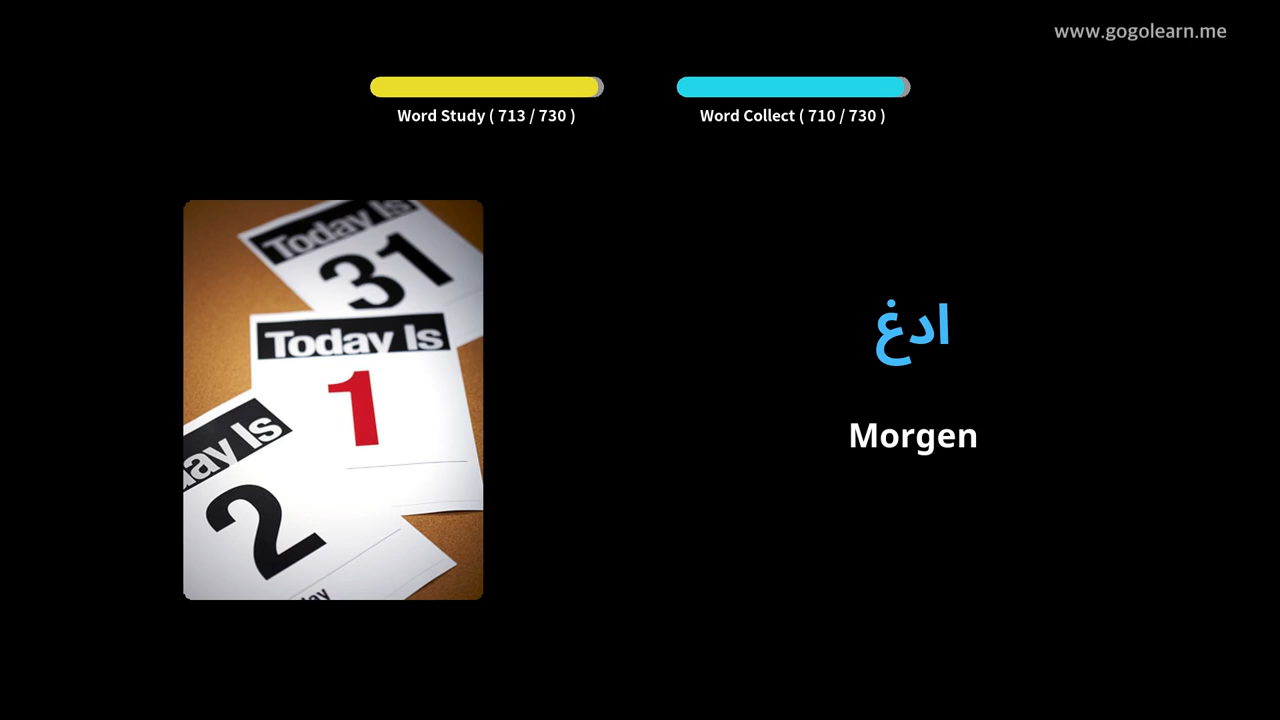 www.gogolearn.me
Word Study ( 713 / 730 )
Word Collect ( 710 / 730 )
Today Is
31
Today Is
1
ay Is
2
ادغ
Morgen